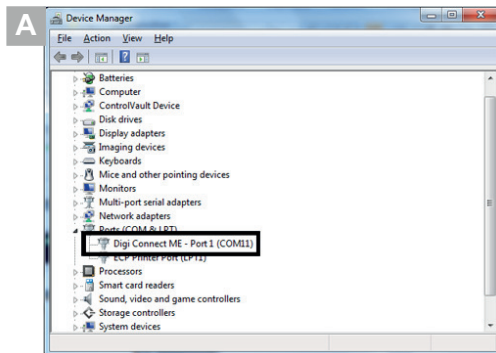 A
Device Manager
File Action View Help
Batteries
Computer
ControlVault Device
Disk drives
Display adapters
Imaging devices
Keyboards
Mice and other pointing devices
Monitors
Multi-port serial adapters
Network adapters
Ports (COM & LPT)
Digi Connect ME - Port 1 (COM11)
ECP Printer Port (LPT1)
Processors
Smart card readers
Sound, video and game controllers
Storage controllers
System devices